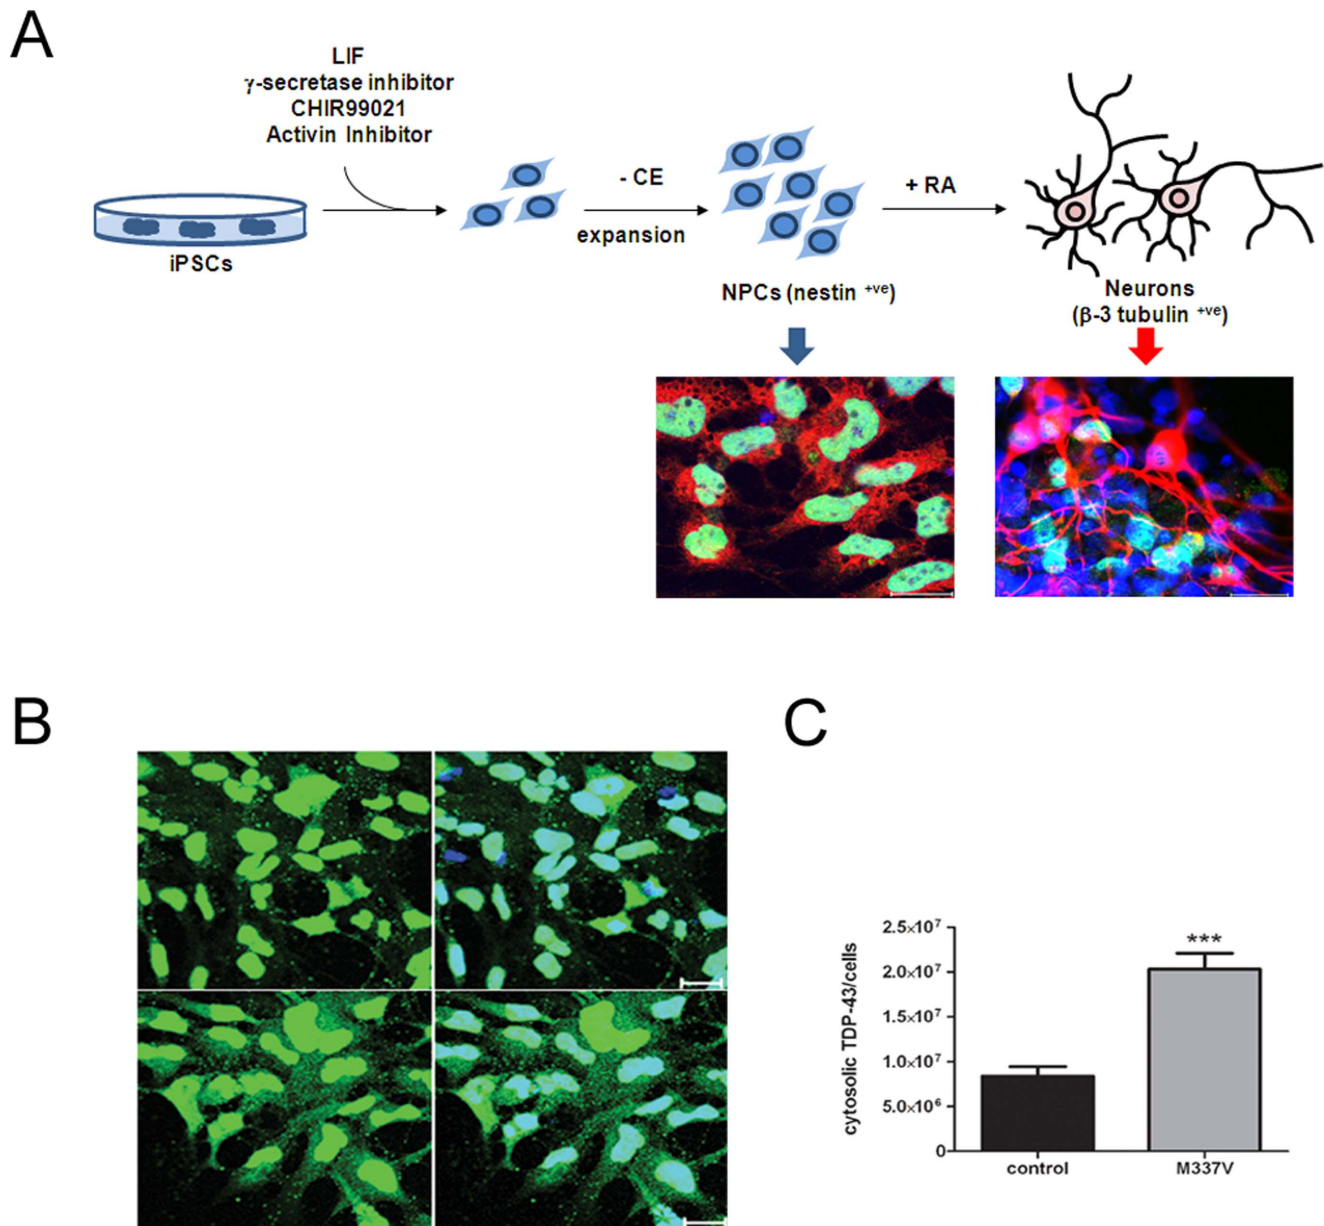 A
LIF
γ-secretase inhibitor
CHIR99021
Activin Inhibitor
- CE
+ RA
expansion
iPSCs
NPCs (nestin +ve)
Neurons
(β-3 tubulin +ve)
B
C
cytosolic TDP-43/cells
2.5×10⁷
2.0×10⁷
1.5×10⁷
1.0×10⁷
5.0×10⁶
0
***
control
M337V